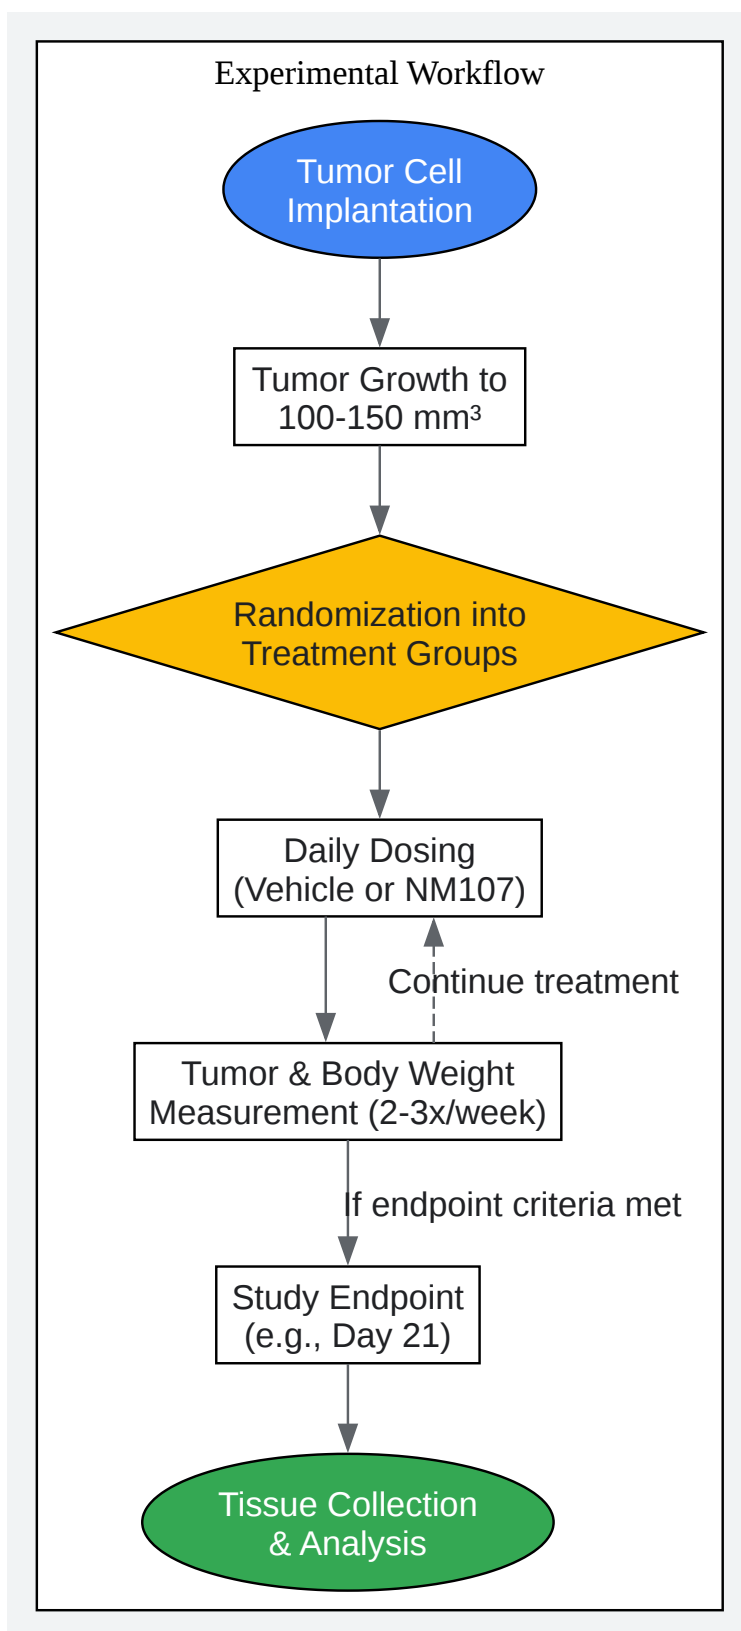 Experimental Workflow
Tumor Cell
Implantation
Tumor Growth to
100-150 mm³
Randomization into
Treatment Groups
Daily Dosing
(Vehicle or NM107)
Continue treatment
Tumor & Body Weight
Measurement (2-3x/week)
If endpoint criteria met
Study Endpoint
(e.g., Day 21)
Tissue Collection
& Analysis